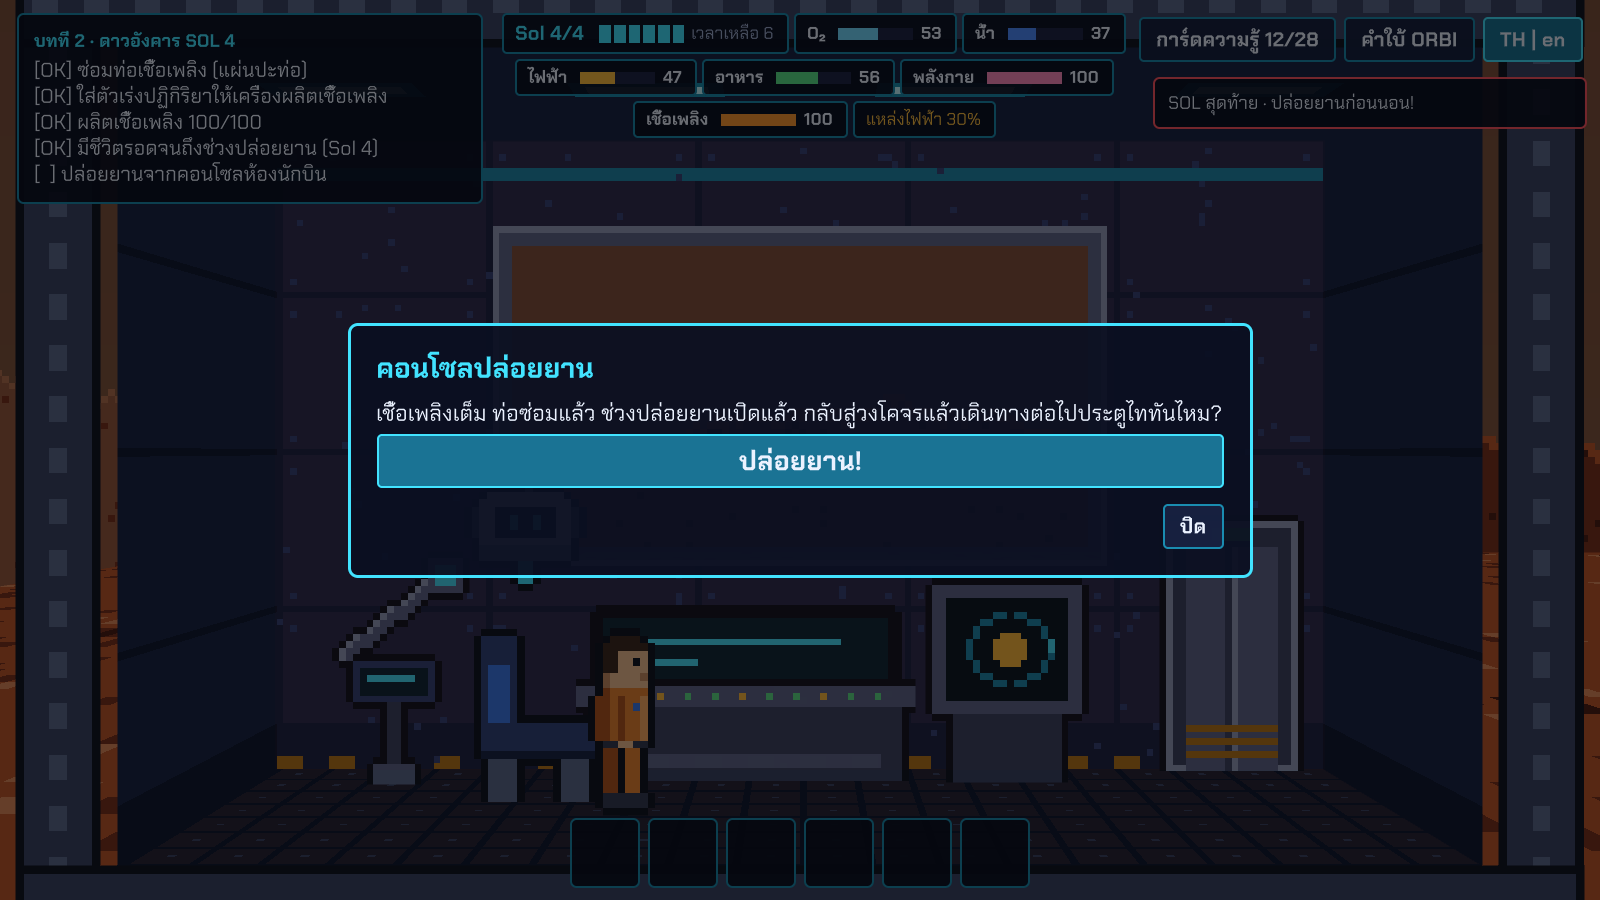 บทที่ 2 · ดาวอังคาร SOL 4
[OK] ซ่อมท่อเชื้อเพลิง (แผ่นปะท่อ)
[OK] ใส่ตัวเร่งปฏิกิริยาให้เครื่องผลิตเชื้อเพลิง
[OK] ผลิตเชื้อเพลิง 100/100
[OK] มีชีวิตรอดจนถึงช่วงปล่อยยาน (Sol 4)
[ ] ปล่อยยานจากคอนโซลห้องนักบิน
Sol 4/4 เวลาเหลือ 6
O₂ 53
น้ำ 37
ไฟฟ้า 47
อาหาร 56
พลังกาย 100
เชื้อเพลิง 100
แหล่งไฟฟ้า 30%
การ์ดความรู้ 12/28
คำใบ้ ORBI
TH | en
SOL สุดท้าย · ปล่อยยานก่อนนอน!
คอนโซลปล่อยยาน
เชื้อเพลิงเต็ม ท่อซ่อมแล้ว ช่วงปล่อยยานเปิดแล้ว กลับสู่วงโคจรแล้วเดินทางต่อไปประตูไททันไหม?
ปล่อยยาน!
ปิด